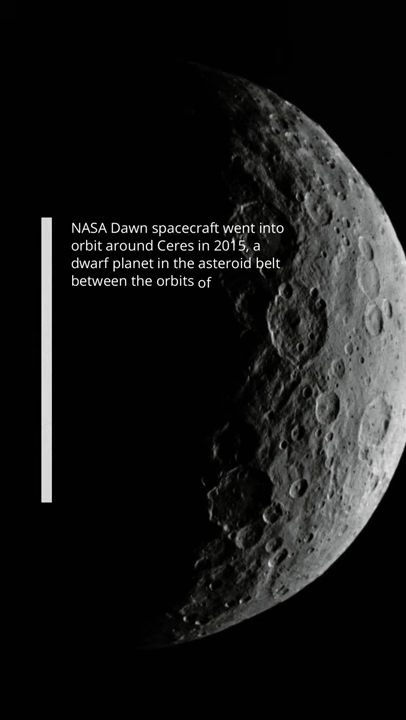 NASA Dawn spacecraft went into
orbit around Ceres in 2015, a
dwarf planet in the asteroid belt
between the orbits of